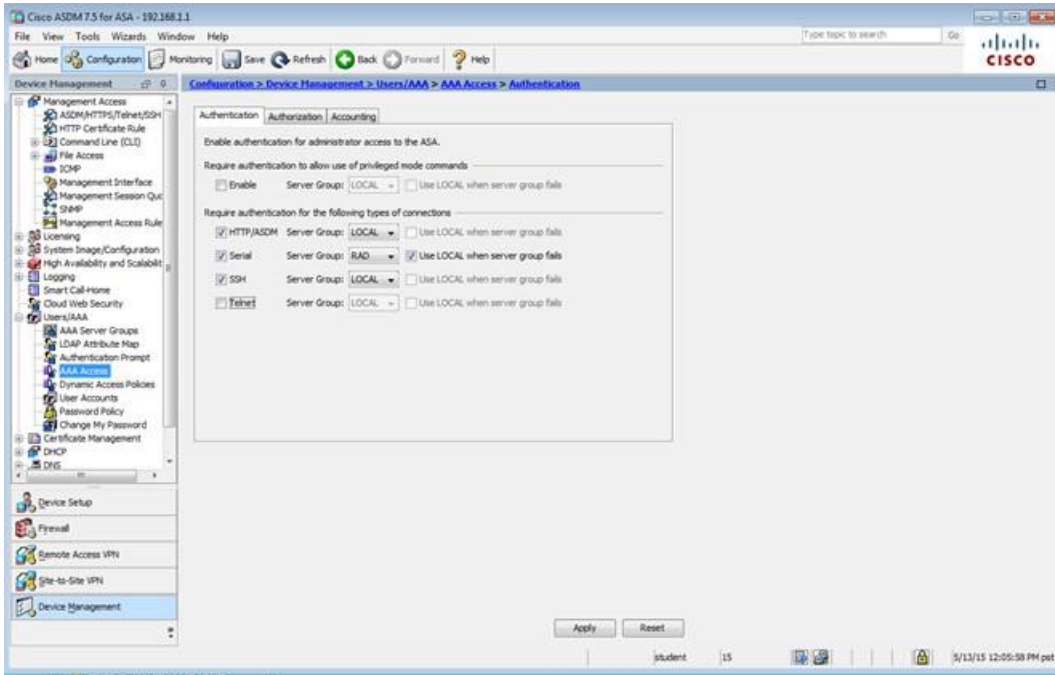 Cisco ASDM 7.5 for ASA - 192.168.1.1
File View Tools Wizards Window Help
Type topic to search Go
Home Configuration Monitoring Save Refresh Back Forward Help
CISCO
Device Management
Configuration > Device Management > Users/AAA > AAA Access > Authentication
Management Access
ASDM/HTTPS/Telnet/SSH
HTTP Certificate Rule
Command Line (CLI)
File Access
ICMP
Management Interface
Management Session Quo
SNMP
Management Access Rule
Licensing
System Image/Configuration
High Availability and Scalabilit
Logging
Smart Call-Home
Cloud Web Security
Users/AAA
AAA Server Groups
LDAP Attribute Map
Authentication Prompt
AAA Access
Dynamic Access Policies
User Accounts
Password Policy
Change My Password
Certificate Management
DHCP
DNS
Device Setup
Firewall
Remote Access VPN
Site-to-Site VPN
Device Management
Authentication Authorization Accounting
Enable authentication for administrator access to the ASA.
Require authentication to allow use of privileged mode commands
Enable Server Group: LOCAL Use LOCAL when server group fails
Require authentication for the following types of connections
HTTP/ASDM Server Group: LOCAL Use LOCAL when server group fails
Serial Server Group: RAD Use LOCAL when server group fails
SSH Server Group: LOCAL Use LOCAL when server group fails
Telnet Server Group: LOCAL Use LOCAL when server group fails
Apply Reset
student 15 5/13/15 12:05:58 PM pst